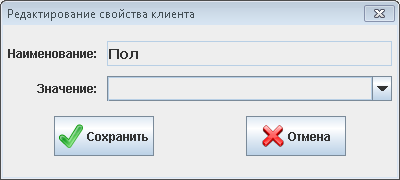 Редактирование свойства клиента
Наименование: Пол
Значение:
Сохранить Отмена